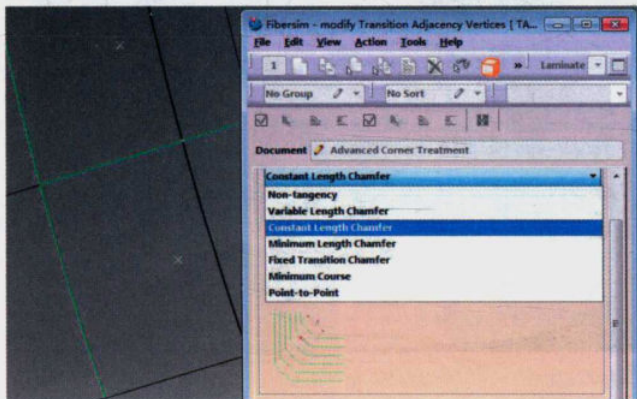 Fibersim - modify Transition Adjacency Vertices [ TA...
File Edit View Action Tools Help
1 » Laminate
No Group No Sort
Document Advanced Corner Treatment
Constant Length Chamfer
Non-tangency
Variable Length Chamfer
Constant Length Chamfer
Minimum Length Chamfer
Fixed Transition Chamfer
Minimum Course
Point-to-Point